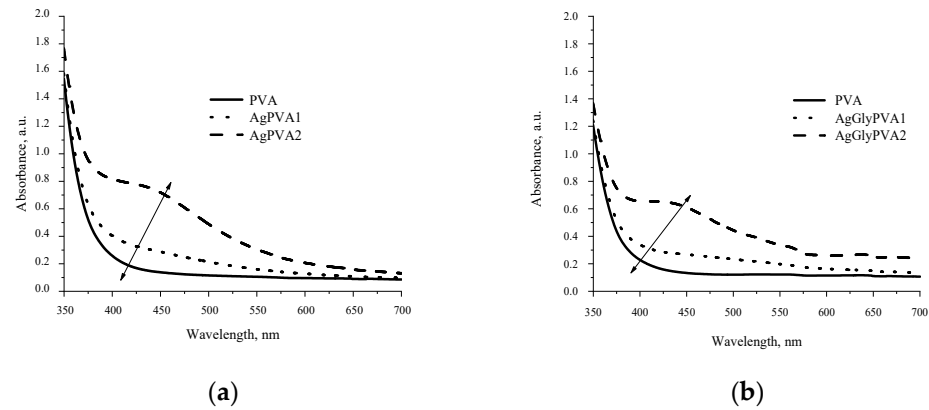 2.0
1.8
1.6
1.4
1.2
1.0
0.8
0.6
0.4
0.2
0.0
Absorbance, a.u.
PVA
AgPVA1
AgPVA2
350 400 450 500 550 600 650 700
Wavelength, nm
(a)
2.0
1.8
1.6
1.4
1.2
1.0
0.8
0.6
0.4
0.2
0.0
Absorbance, a.u.
PVA
AgGlyPVA1
AgGlyPVA2
350 400 450 500 550 600 650 700
Wavelength, nm
(b)